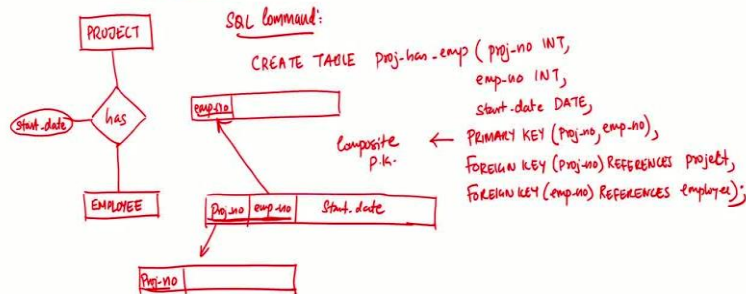 SQL Command:
PROJECT
CREATE TABLE proj-has-emp ( proj-no INT,
emp-no INT,
start-date DATE,
start-date
has
emp-no
Composite
P.K.
← PRIMARY KEY (proj-no, emp-no),
FOREIGN KEY (proj-no) REFERENCES project,
FOREIGN KEY (emp-no) REFERENCES employee);
EMPLOYEE
proj-no emp-no Start-date
Proj-no